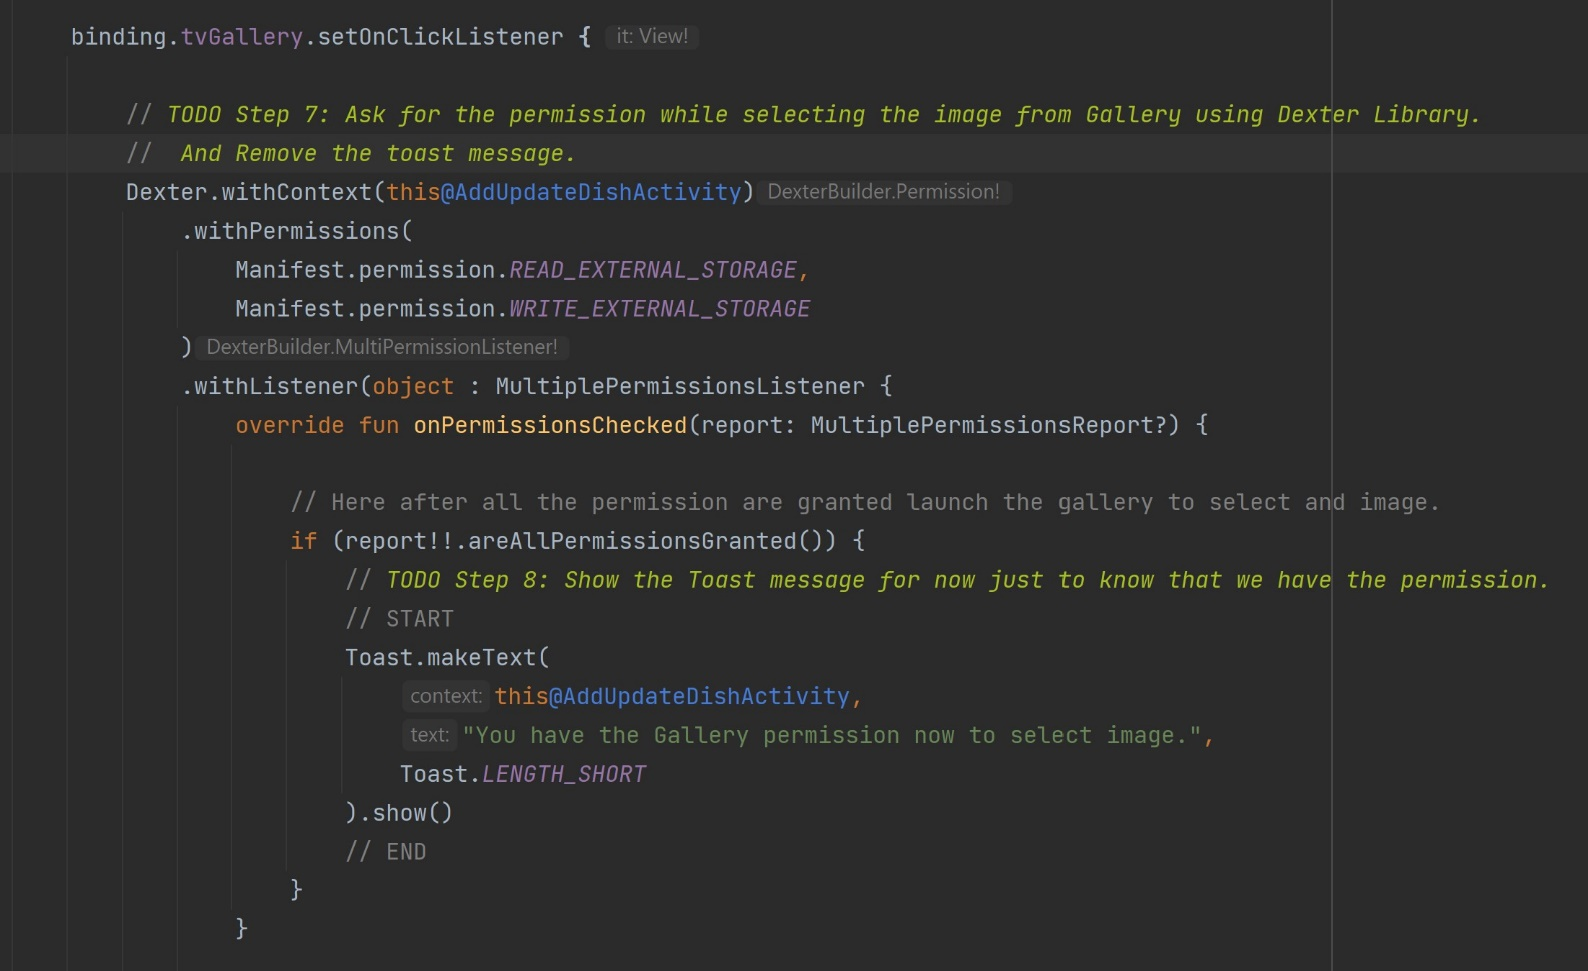 binding.tvGallery.setOnClickListener { it: View!
// TODO Step 7: Ask for the permission while selecting the image from Gallery using Dexter Library.
//  And Remove the toast message.
Dexter.withContext(this@AddUpdateDishActivity) DexterBuilder.Permission!
.withPermissions(
Manifest.permission.READ_EXTERNAL_STORAGE,
Manifest.permission.WRITE_EXTERNAL_STORAGE
) DexterBuilder.MultiPermissionListener!
.withListener(object : MultiplePermissionsListener {
override fun onPermissionsChecked(report: MultiplePermissionsReport?) {
// Here after all the permission are granted launch the gallery to select and image.
if (report!!.areAllPermissionsGranted()) {
// TODO Step 8: Show the Toast message for now just to know that we have the permission.
// START
Toast.makeText(
context: this@AddUpdateDishActivity,
text: "You have the Gallery permission now to select image.",
Toast.LENGTH_SHORT
).show()
// END
}
}